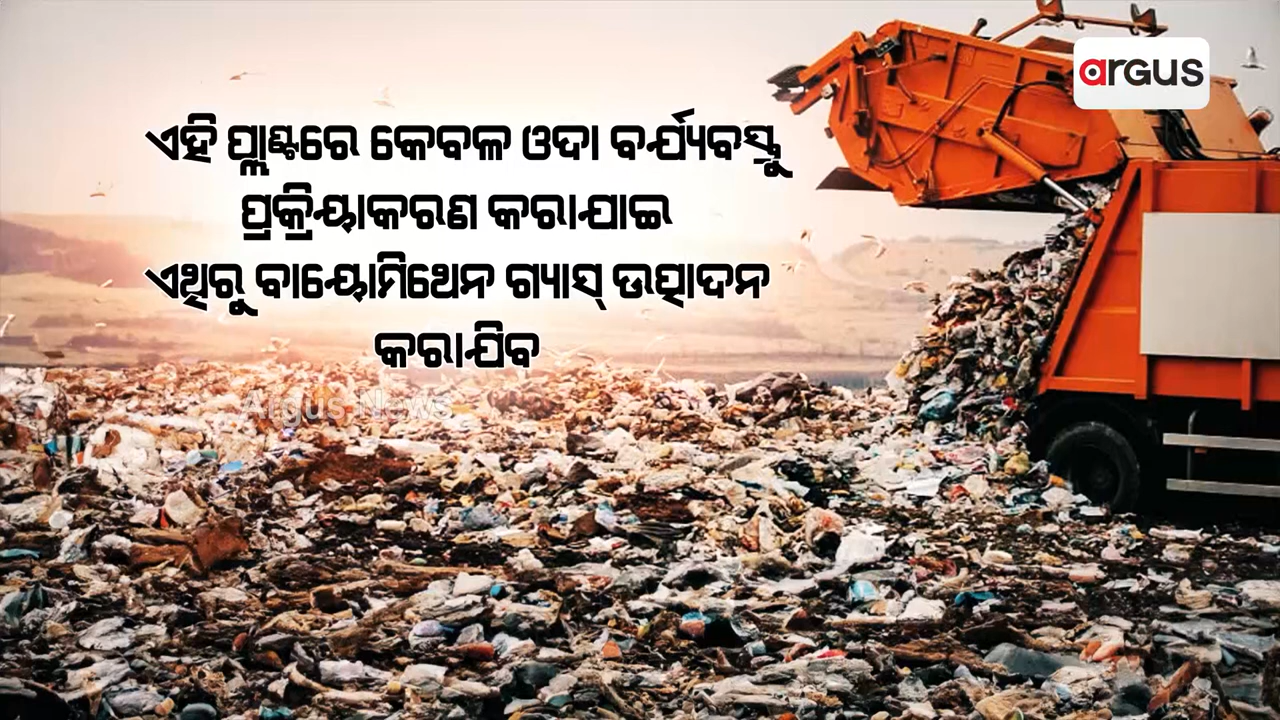 argus
ଏହି ପ୍ଲାଣ୍ଟରେ କେବଳ ଓଦା ବର୍ଯ୍ୟବସ୍ତୁ
ପ୍ରକ୍ରିୟାକରଣ କରାଯାଇ
ଏଥିରୁ ବାୟୋମିଥେନ ଗ୍ୟାସ୍ ଉତ୍ପାଦନ
କରାଯିବ
Argus News